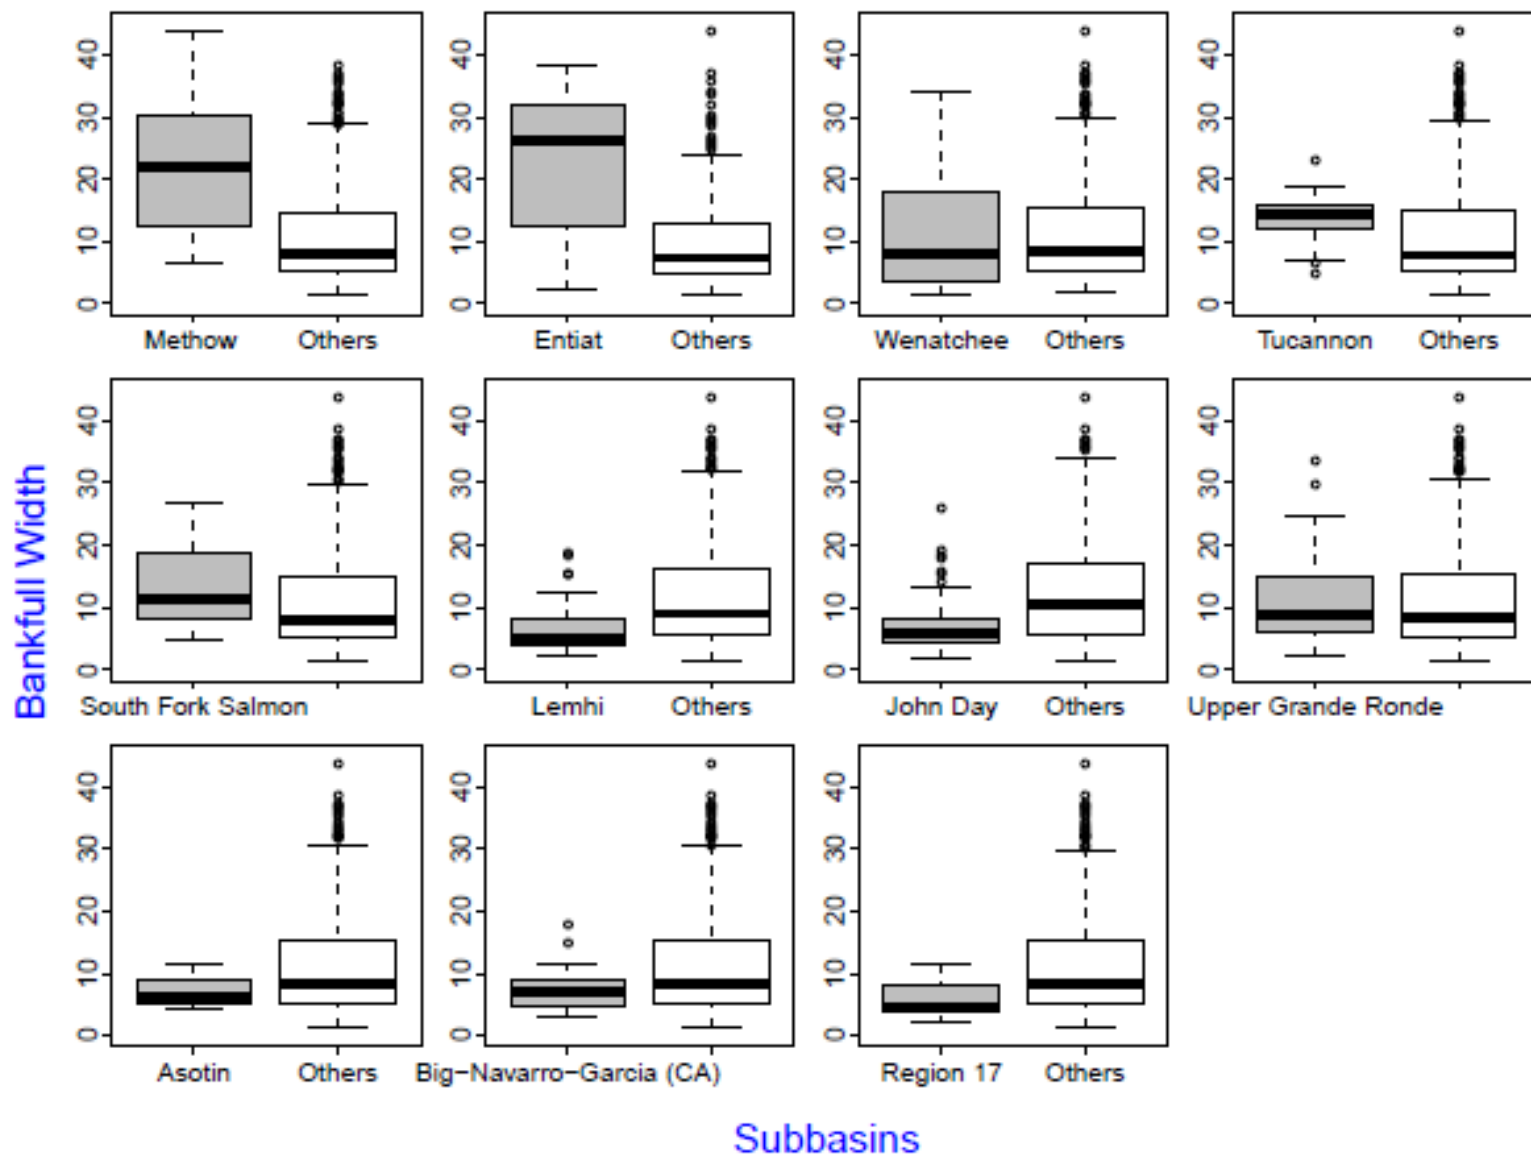 40 30 20 10 0
40 30 20 10 0
40 30 20 10 0
40 30 20 10 0
Methow Others Entiat Others Wenatchee Others Tucannon Others
Bankfull Width
40 30 20 10 0
40 30 20 10 0
40 30 20 10 0
40 30 20 10 0
South Fork Salmon Lemhi Others John Day Others Upper Grande Ronde
40 30 20 10 0
40 30 20 10 0
40 30 20 10 0
Asotin Others Big−Navarro−Garcia (CA) Region 17 Others
Subbasins